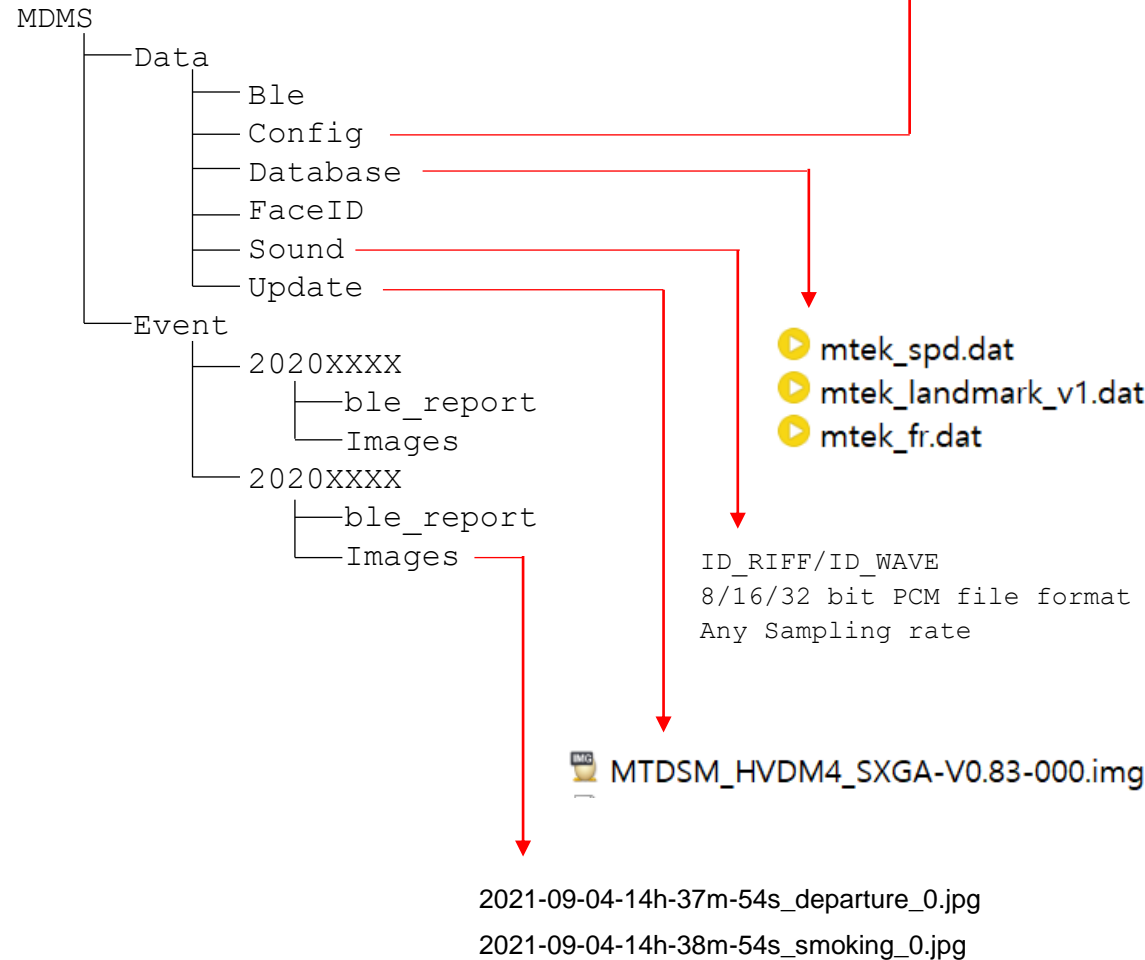 MDMS
Data
Ble
Config
Database
FaceID
Sound
Update
Event
2020XXXX
ble_report
Images
2020XXXX
ble_report
Images
mtek_spd.dat
mtek_landmark_v1.dat
mtek_fr.dat
ID_RIFF/ID_WAVE
8/16/32 bit PCM file format
Any Sampling rate
IMG
MTDSM_HVDM4_SXGA-V0.83-000.img
2021-09-04-14h-37m-54s_departure_0.jpg
2021-09-04-14h-38m-54s_smoking_0.jpg